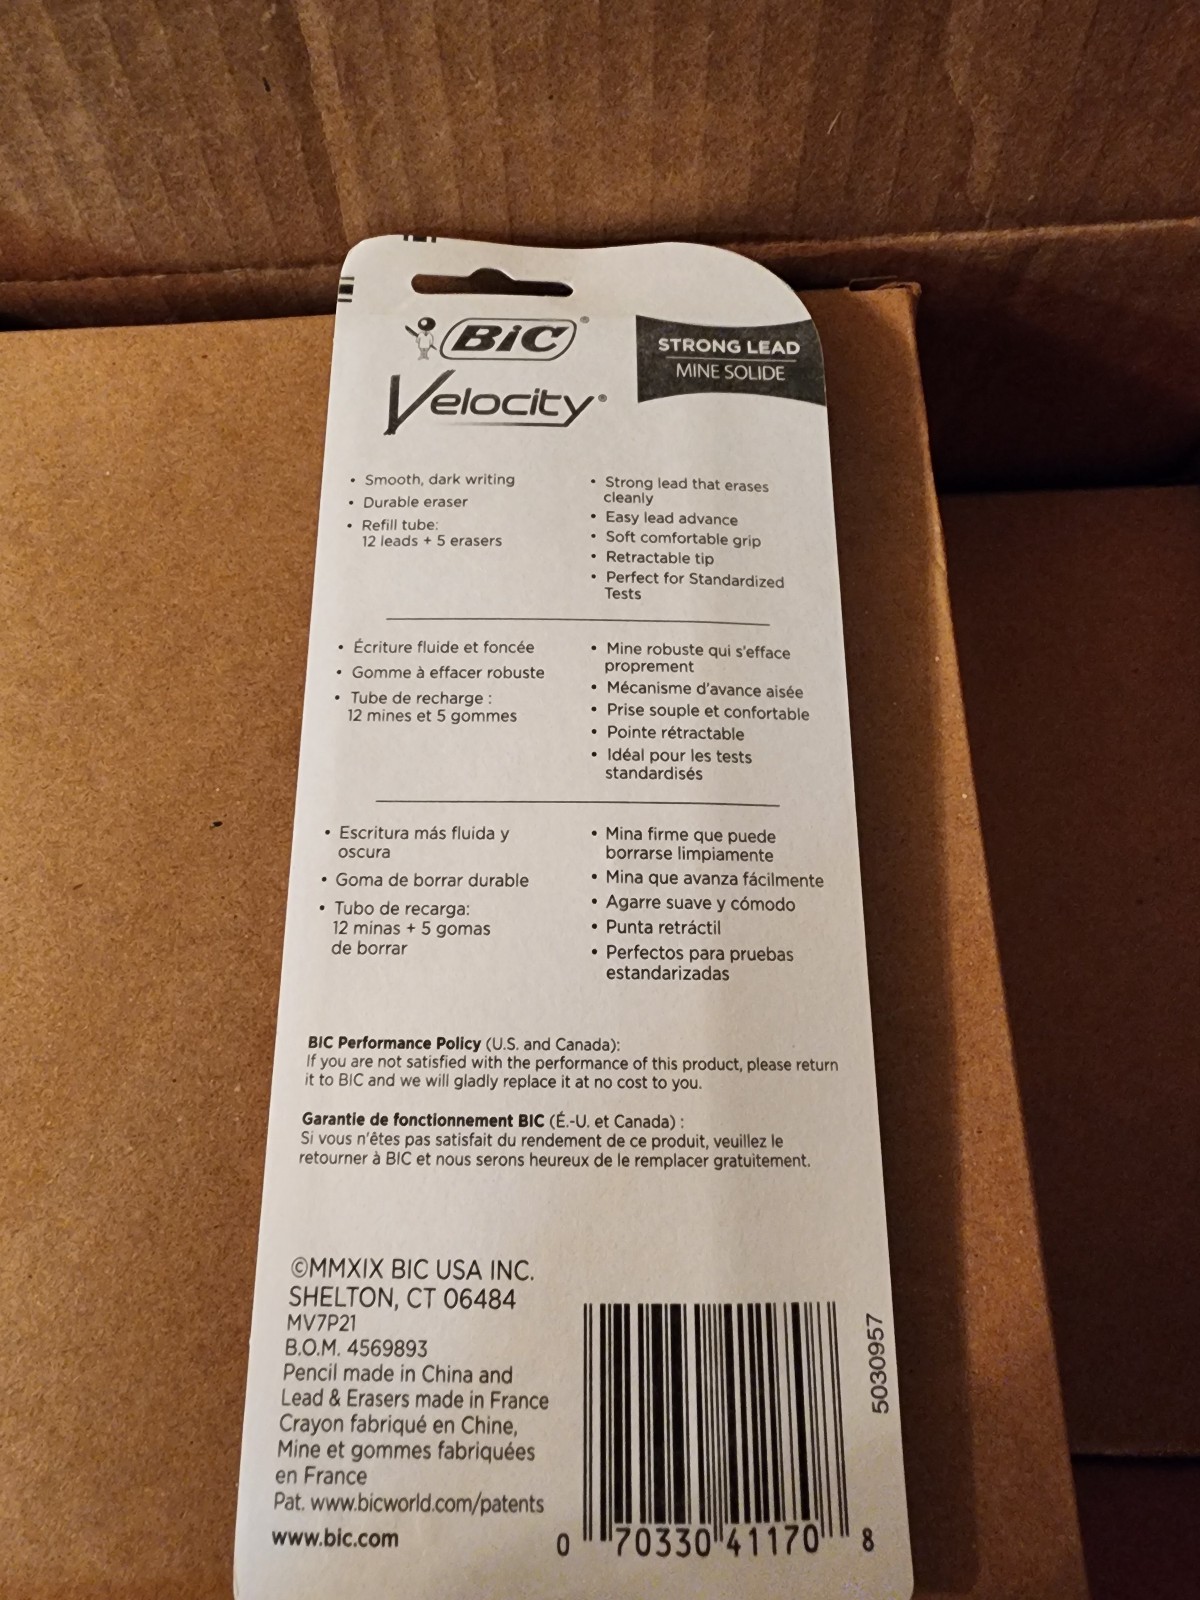 BiC®
Velocity®
STRONG LEAD
MINE SOLIDE
• Smooth, dark writing
• Durable eraser
• Refill tube:
12 leads + 5 erasers
• Strong lead that erases
cleanly
• Easy lead advance
• Soft comfortable grip
• Retractable tip
• Perfect for Standardized
Tests
• Écriture fluide et foncée
• Gomme à effacer robuste
• Tube de recharge :
12 mines et 5 gommes
• Mine robuste qui s'efface
proprement
• Mécanisme d'avance aisée
• Prise souple et confortable
• Pointe rétractable
• Idéal pour les tests
standardisés
• Escritura más fluida y
oscura
• Goma de borrar durable
• Tubo de recarga:
12 minas + 5 gomas
de borrar
• Mina firme que puede
borrarse limpiamente
• Mina que avanza fácilmente
• Agarre suave y cómodo
• Punta retráctil
• Perfectos para pruebas
estandarizadas
BIC Performance Policy (U.S. and Canada):
If you are not satisfied with the performance of this product, please return
it to BIC and we will gladly replace it at no cost to you.
Garantie de fonctionnement BIC (É.-U. et Canada) :
Si vous n'êtes pas satisfait du rendement de ce produit, veuillez le
retourner à BIC et nous serons heureux de le remplacer gratuitement.
©MMXIX BIC USA INC.
SHELTON, CT 06484
MV7P21
B.O.M. 4569893
Pencil made in China and
Lead & Erasers made in France
Crayon fabriqué en Chine,
Mine et gommes fabriquées
en France
Pat. www.bicworld.com/patents
www.bic.com
0 70330 41170 8
5030957